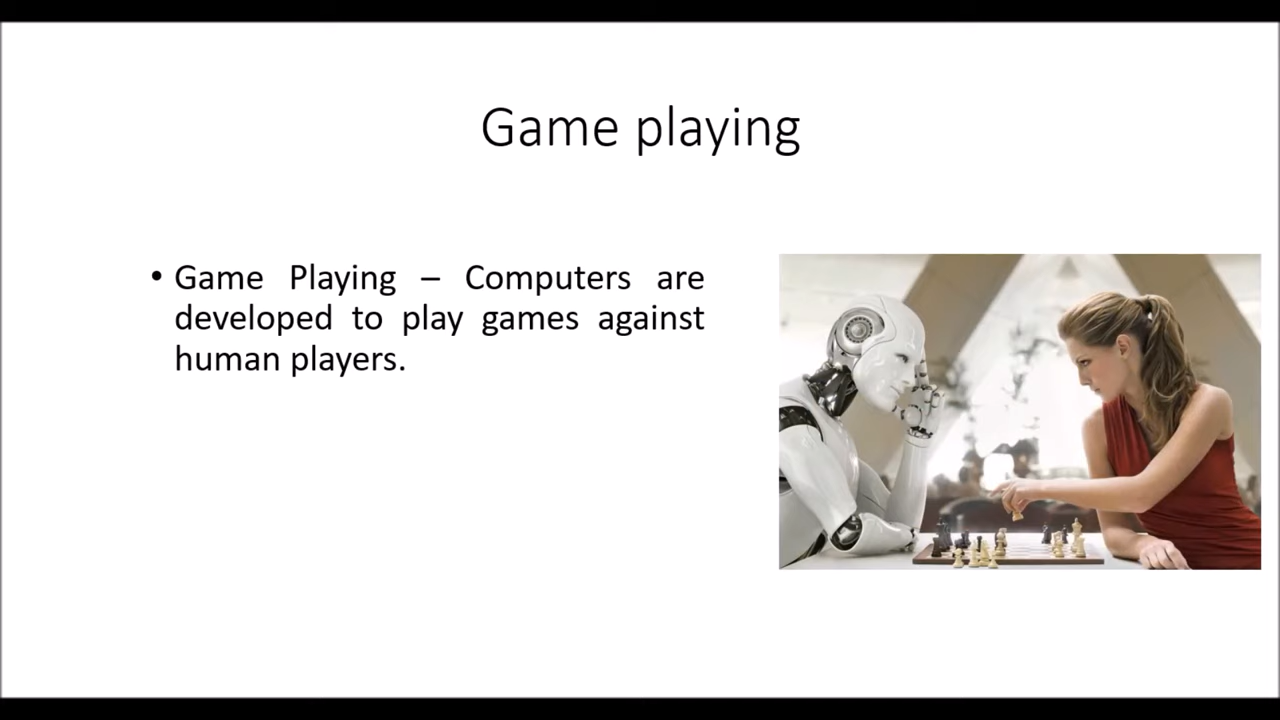 Game playing
• Game Playing – Computers are
developed to play games against
human players.